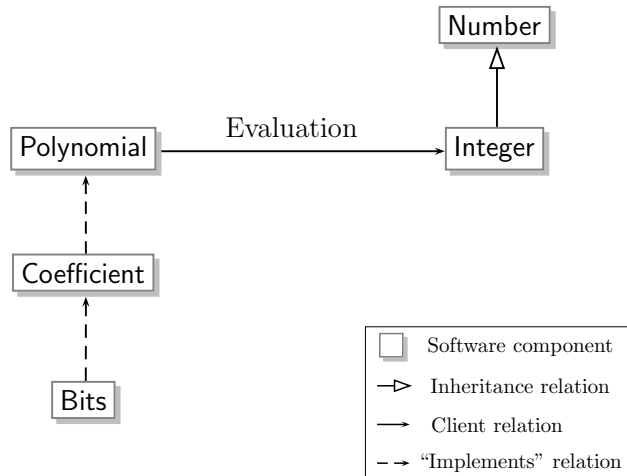 Number
Evaluation
Polynomial
Integer
Coefficient
Bits
Software component
Inheritance relation
Client relation
“Implements” relation